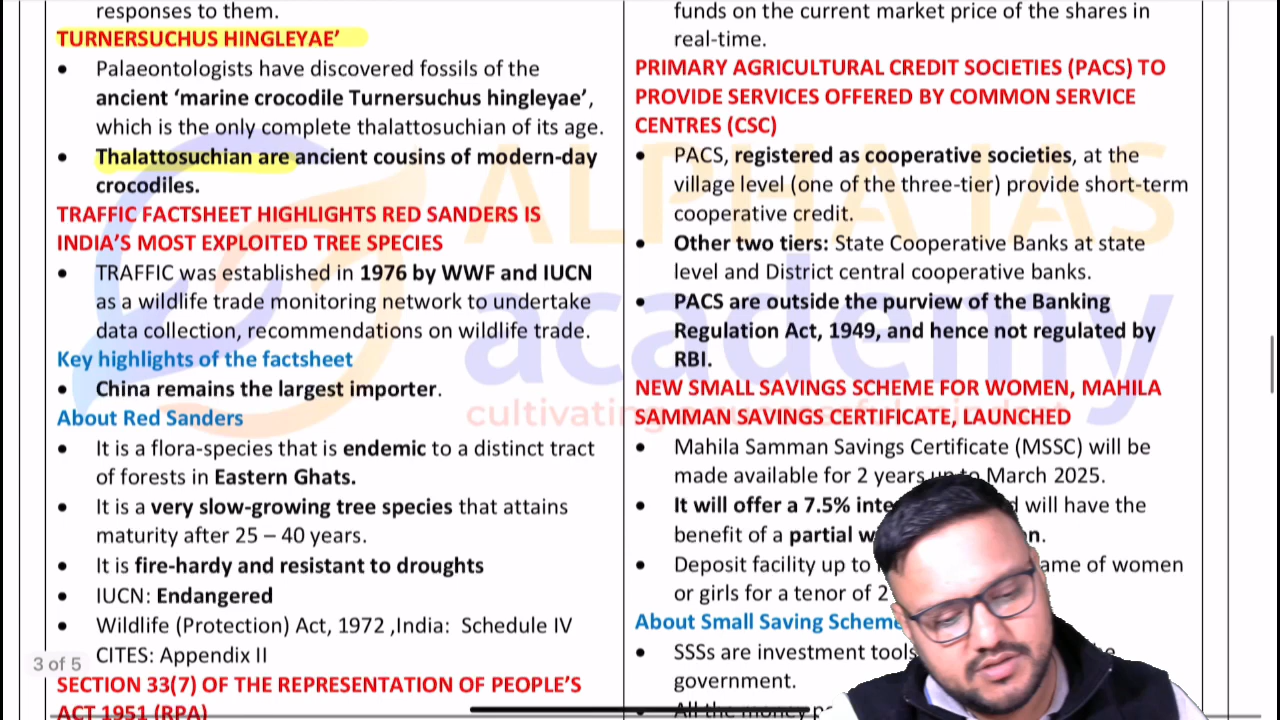 responses to them.
TURNERSUCHUS HINGLEYAE’
• Palaeontologists have discovered fossils of the
ancient ‘marine crocodile Turnersuchus hingleyae’,
which is the only complete thalattosuchian of its age.
• Thalattosuchian are ancient cousins of modern-day
crocodiles.
TRAFFIC FACTSHEET HIGHLIGHTS RED SANDERS IS
INDIA’S MOST EXPLOITED TREE SPECIES
• TRAFFIC was established in 1976 by WWF and IUCN
as a wildlife trade monitoring network to undertake
data collection, recommendations on wildlife trade.
Key highlights of the factsheet
• China remains the largest importer.
About Red Sanders
• It is a flora-species that is endemic to a distinct tract
of forests in Eastern Ghats.
• It is a very slow-growing tree species that attains
maturity after 25 – 40 years.
• It is fire-hardy and resistant to droughts
• IUCN: Endangered
• Wildlife (Protection) Act, 1972 ,India: Schedule IV
CITES: Appendix II
3 of 5
SECTION 33(7) OF THE REPRESENTATION OF PEOPLE’S
ACT 1951 (RPA)
funds on the current market price of the shares in
real-time.
PRIMARY AGRICULTURAL CREDIT SOCIETIES (PACS) TO
PROVIDE SERVICES OFFERED BY COMMON SERVICE
CENTRES (CSC)
• PACS, registered as cooperative societies, at the
village level (one of the three-tier) provide short-term
cooperative credit.
• Other two tiers: State Cooperative Banks at state
level and District central cooperative banks.
• PACS are outside the purview of the Banking
Regulation Act, 1949, and hence not regulated by
RBI.
NEW SMALL SAVINGS SCHEME FOR WOMEN, MAHILA
SAMMAN SAVINGS CERTIFICATE, LAUNCHED
• Mahila Samman Savings Certificate (MSSC) will be
made available for 2 years up to March 2025.
• It will offer a 7.5% will have the
benefit of a partial
• Deposit facility up to of women
or girls for a tenor of 2
About Small Saving
• SSSs are investment tools
government.
• All the money
ALPHA IAS
academy